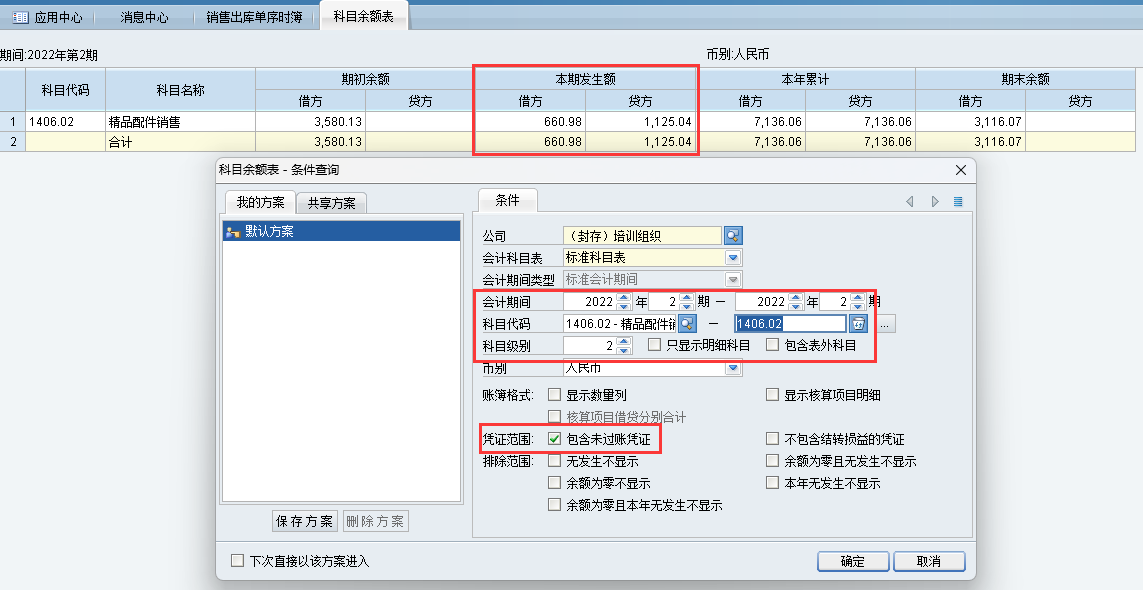 应用中心 消息中心 销售出库单序时簿 科目余额表
期间:2022年第2期 币别:人民币
科目代码 科目名称 期初余额 本期发生额 本年累计 期末余额
借方 贷方 借方 贷方 借方 贷方 借方 贷方
1 1406.02 精品配件销售 3,580.13 660.98 1,125.04 7,136.06 7,136.06 3,116.07
2 合计 3,580.13 660.98 1,125.04 7,136.06 7,136.06 3,116.07
科目余额表 - 条件查询
我的方案 共享方案 条件
默认方案
公司 （封存）培训组织
会计科目表 标准科目表
会计期间类型 标准会计期间
会计期间 2022 年 2 期 — 2022 年 2 期
科目代码 1406.02 - 精品配件销 — 1406.02 ...
科目级别 2 只显示明细科目 包含表外科目
币别 人民币
账簿格式: 显示数量列 显示核算项目明细
核算项目借贷分别合计
凭证范围: 包含未过账凭证 不包含结转损益的凭证
排除范围: 无发生不显示 余额为零且无发生不显示
余额为零不显示 本年无发生不显示
余额为零且本年无发生不显示
保存方案 删除方案
下次直接以该方案进入 确定 取消